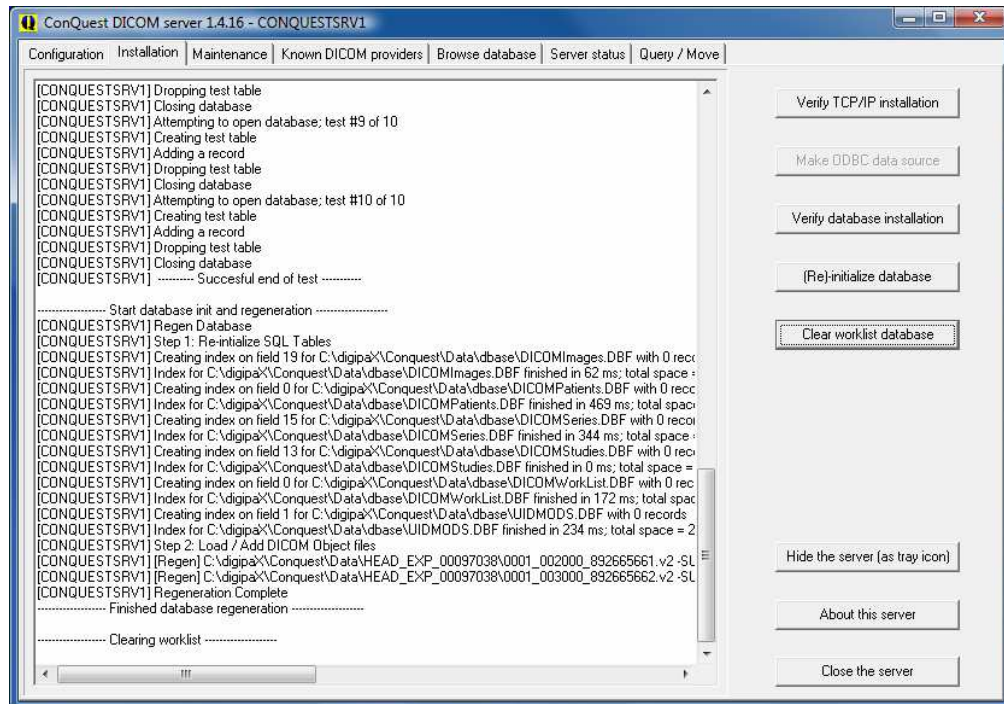 ConQuest DICOM server 1.4.16 - CONQUESTSRV1
Configuration Installation Maintenance Known DICOM providers Browse database Server status Query / Move
[CONQUESTSRV1] Dropping test table
[CONQUESTSRV1] Closing database
[CONQUESTSRV1] Attempting to open database; test #9 of 10
[CONQUESTSRV1] Creating test table
[CONQUESTSRV1] Adding a record
[CONQUESTSRV1] Dropping test table
[CONQUESTSRV1] Closing database
[CONQUESTSRV1] Attempting to open database; test #10 of 10
[CONQUESTSRV1] Creating test table
[CONQUESTSRV1] Adding a record
[CONQUESTSRV1] Dropping test table
[CONQUESTSRV1] Closing database
[CONQUESTSRV1] ---------- Succesful end of test ----------
------------------ Start database init and regeneration -------------------
[CONQUESTSRV1] Regen Database
[CONQUESTSRV1] Step 1: Re-initialize SQL Tables
[CONQUESTSRV1] Creating index on field 19 for C:\digipaX\Conquest\Data\dbase\DICOMImages.DBF with 0 recc
[CONQUESTSRV1] Index for C:\digipaX\Conquest\Data\dbase\DICOMImages.DBF finished in 62 ms; total space =
[CONQUESTSRV1] Creating index on field 0 for C:\digipaX\Conquest\Data\dbase\DICOMPatients.DBF with 0 recc
[CONQUESTSRV1] Index for C:\digipaX\Conquest\Data\dbase\DICOMPatients.DBF finished in 469 ms; total spac
[CONQUESTSRV1] Creating index on field 15 for C:\digipaX\Conquest\Data\dbase\DICOMSeries.DBF with 0 reco
[CONQUESTSRV1] Index for C:\digipaX\Conquest\Data\dbase\DICOMSeries.DBF finished in 344 ms; total space
[CONQUESTSRV1] Creating index on field 13 for C:\digipaX\Conquest\Data\dbase\DICOMStudies.DBF with 0 rec
[CONQUESTSRV1] Index for C:\digipaX\Conquest\Data\dbase\DICOMStudies.DBF finished in 0 ms; total space =
[CONQUESTSRV1] Creating index on field 0 for C:\digipaX\Conquest\Data\dbase\DICOMWorkList.DBF with 0 rec
[CONQUESTSRV1] Index for C:\digipaX\Conquest\Data\dbase\DICOMWorkList.DBF finished in 172 ms; total spac
[CONQUESTSRV1] Creating index on field 1 for C:\digipaX\Conquest\Data\dbase\UIDMODS.DBF with 0 records
[CONQUESTSRV1] Index for C:\digipaX\Conquest\Data\dbase\UIDMODS.DBF finished in 234 ms; total space = 2
[CONQUESTSRV1] Step 2: Load / Add DICOM Object files
[CONQUESTSRV1] [Regen] C:\digipaX\Conquest\Data\HEAD_EXP_00097038\0001_002000_892665661.v2 -SU
[CONQUESTSRV1] [Regen] C:\digipaX\Conquest\Data\HEAD_EXP_00097038\0001_003000_892665662.v2 -SU
[CONQUESTSRV1] Regeneration Complete
------------------ Finished database regeneration -------------------
------------------ Clearing worklist -------------------
Verify TCP/IP installation
Make ODBC data source
Verify database installation
(Re)-initialize database
Clear worklist database
Hide the server (as tray icon)
About this server
Close the server